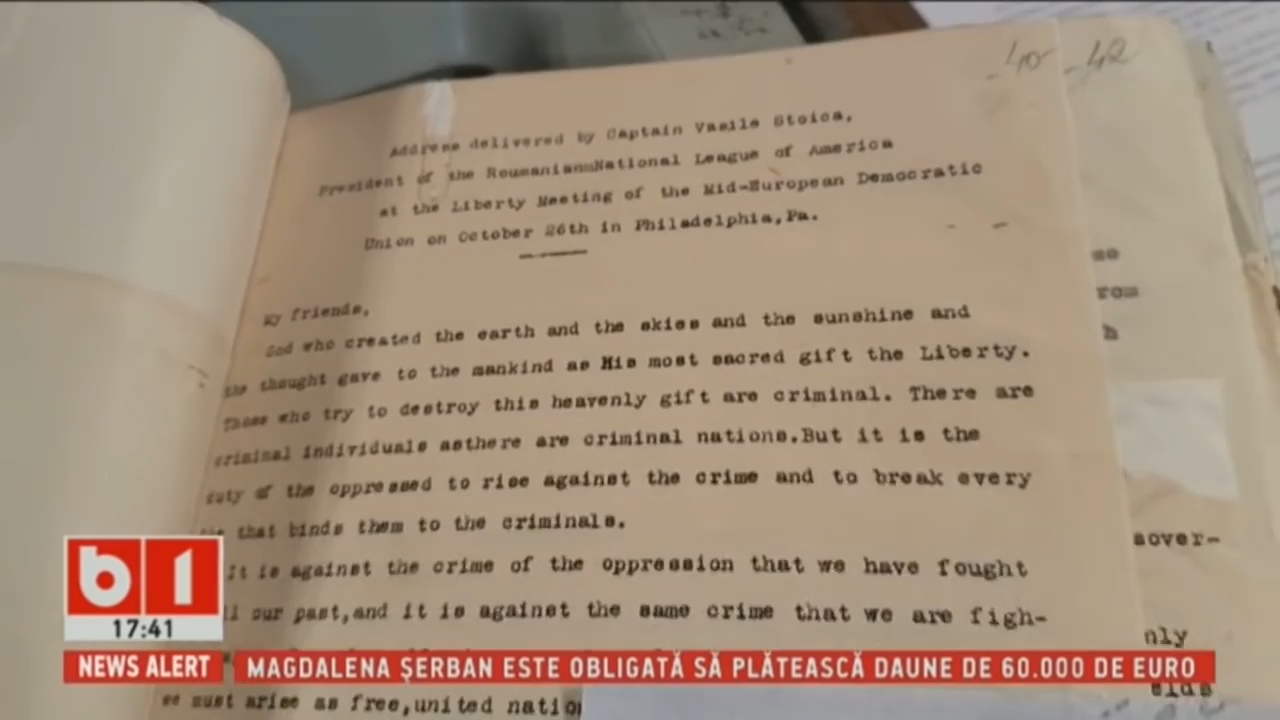 40 - 42
Address delivered by Captain Vasile Stoica,
President of the RoumaniannNational League of America
at the Liberty Meeting of the Mid-European Democratic
Union on October 26th in Philadelphia,Pa.
My friends,
God who created the earth and the skies and the sunshine and
the thought gave to the mankind as His most sacred gift the Liberty.
Those who try to destroy this heavenly gift are criminal. There are
criminal individuals asthere are criminal nations.But it is the
duty of the oppressed to rise against the crime and to break every
that binds them to the criminals.
It is against the crime of the oppression that we have fought
our past,and it is against the same crime that we are figh-
we must arise as free,united natio
rom
h
sover-
nly
elds
b1
17:41
NEWS ALERT
MAGDALENA ȘERBAN ESTE OBLIGATĂ SĂ PLĂTEASCĂ DAUNE DE 60.000 DE EURO